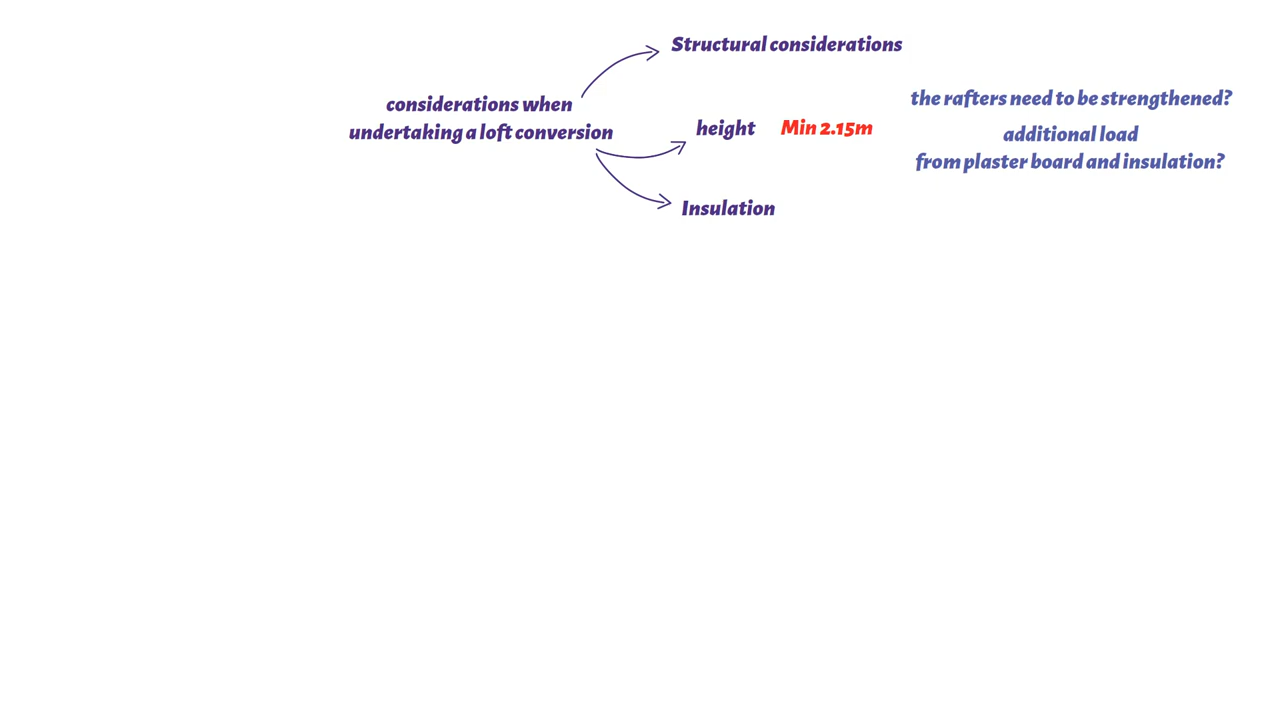 Structural considerations
considerations when
undertaking a loft conversion
height
Min 2.15m
the rafters need to be strengthened?
additional load
from plaster board and insulation?
Insulation